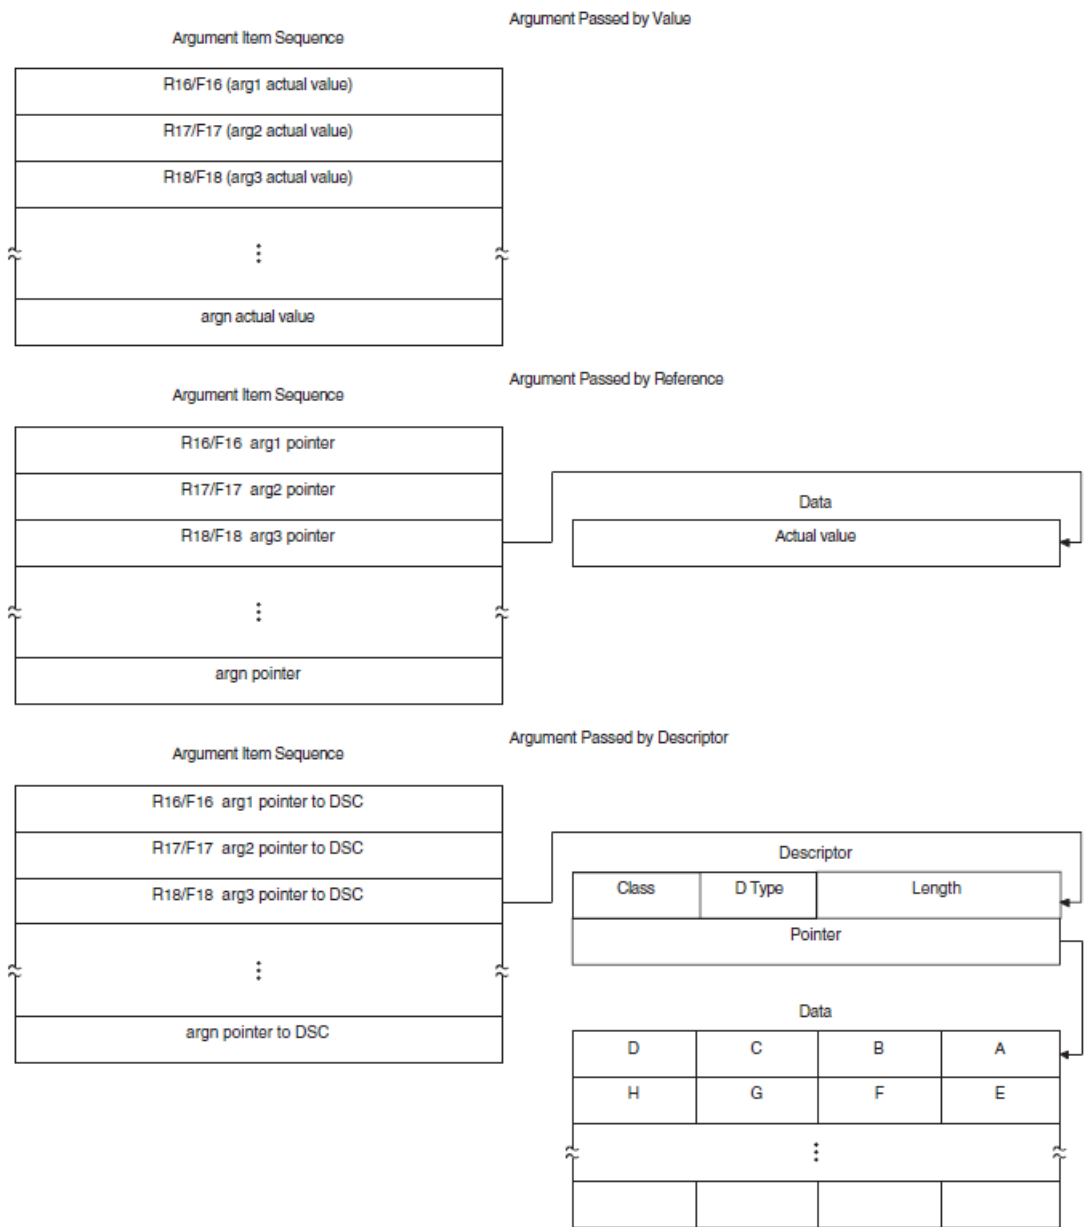 Argument Passed by Value
Argument Item Sequence
R16/F16 (arg1 actual value)
R17/F17 (arg2 actual value)
R18/F18 (arg3 actual value)
argn actual value
Argument Passed by Reference
Argument Item Sequence
R16/F16 arg1 pointer
R17/F17 arg2 pointer
R18/F18 arg3 pointer
argn pointer
Data
Actual value
Argument Passed by Descriptor
Argument Item Sequence
R16/F16 arg1 pointer to DSC
R17/F17 arg2 pointer to DSC
R18/F18 arg3 pointer to DSC
argn pointer to DSC
Descriptor
Class D Type Length
Pointer
Data
D C B A
H G F E